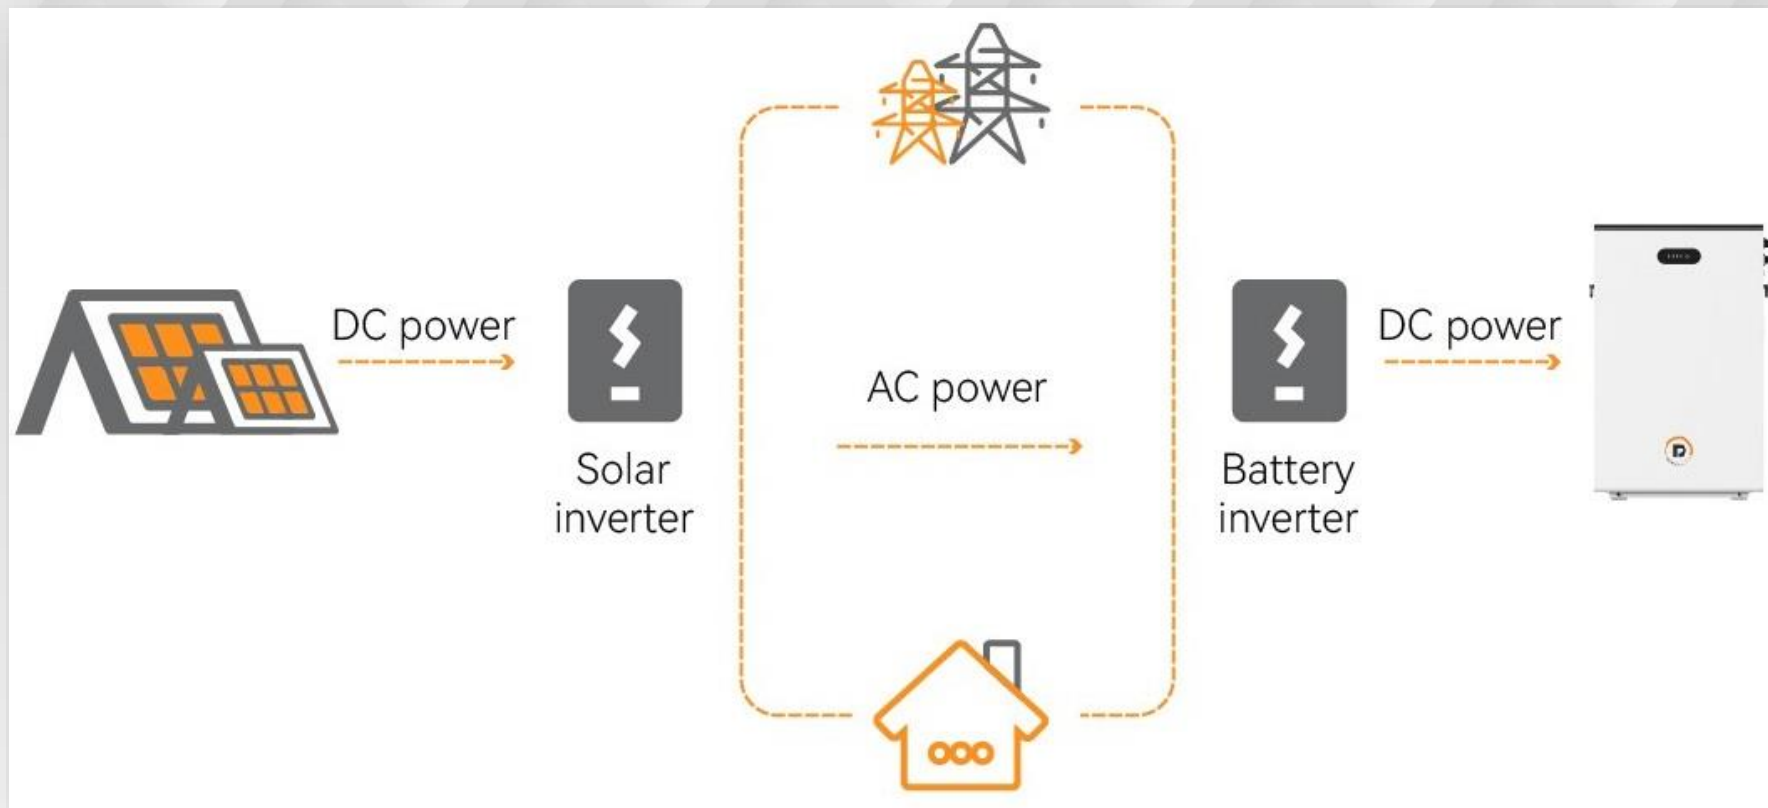 DC power
Solar
inverter
AC power
Battery
inverter
DC power